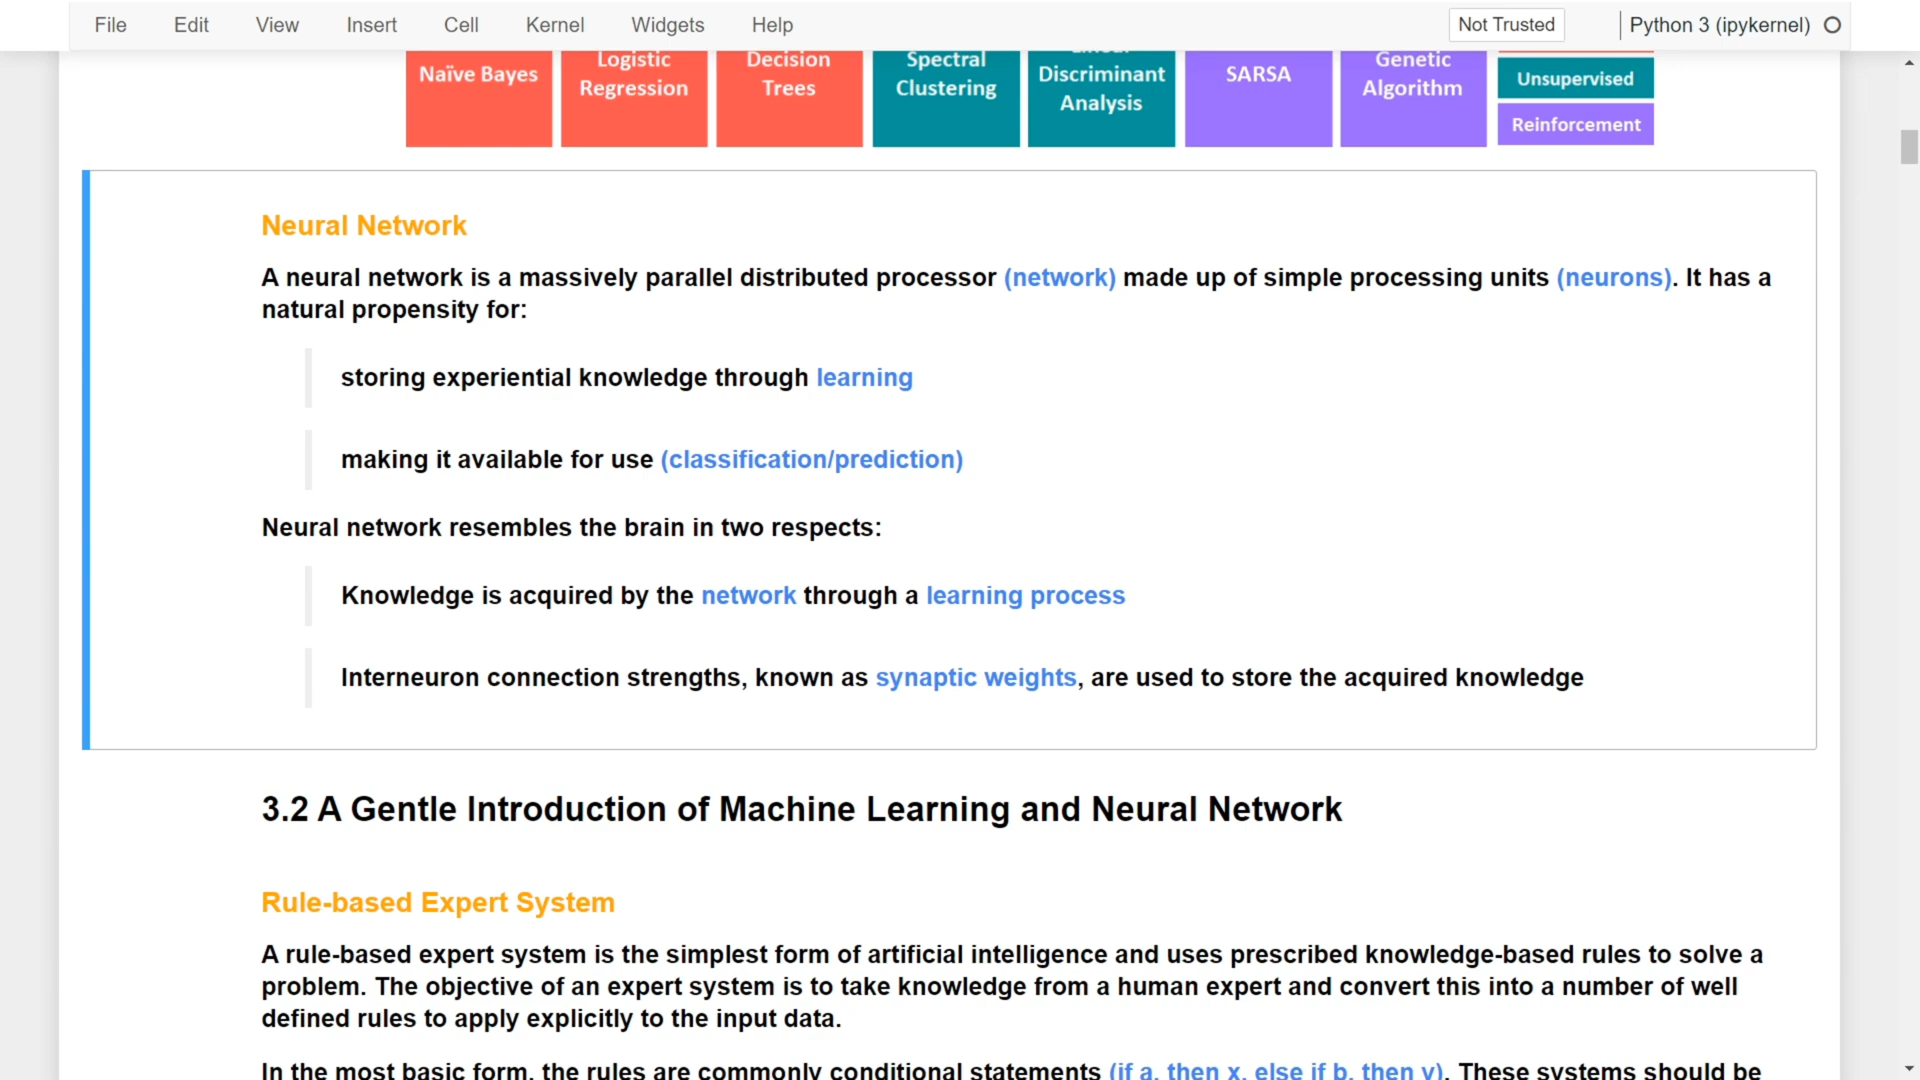 File Edit View Insert Cell Kernel Widgets Help Not Trusted Python 3 (ipykernel)
Naïve Bayes
Logistic
Regression
Decision
Trees
Spectral
Clustering
Linear
Discriminant
Analysis
SARSA
Genetic
Algorithm
Unsupervised
Reinforcement
Neural Network
A neural network is a massively parallel distributed processor (network) made up of simple processing units (neurons). It has a
natural propensity for:
storing experiential knowledge through learning
making it available for use (classification/prediction)
Neural network resembles the brain in two respects:
Knowledge is acquired by the network through a learning process
Interneuron connection strengths, known as synaptic weights, are used to store the acquired knowledge
3.2 A Gentle Introduction of Machine Learning and Neural Network
Rule-based Expert System
A rule-based expert system is the simplest form of artificial intelligence and uses prescribed knowledge-based rules to solve a
problem. The objective of an expert system is to take knowledge from a human expert and convert this into a number of well
defined rules to apply explicitly to the input data.
In the most basic form, the rules are commonly conditional statements (if a, then x, else if b, then y). These systems should be